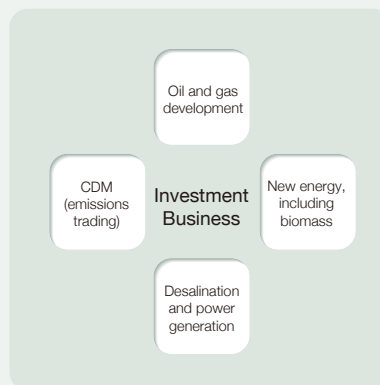 Oil and gas
development
CDM
(emissions
trading)
Investment
Business
New energy,
including
biomass
Desalination
and power
generation